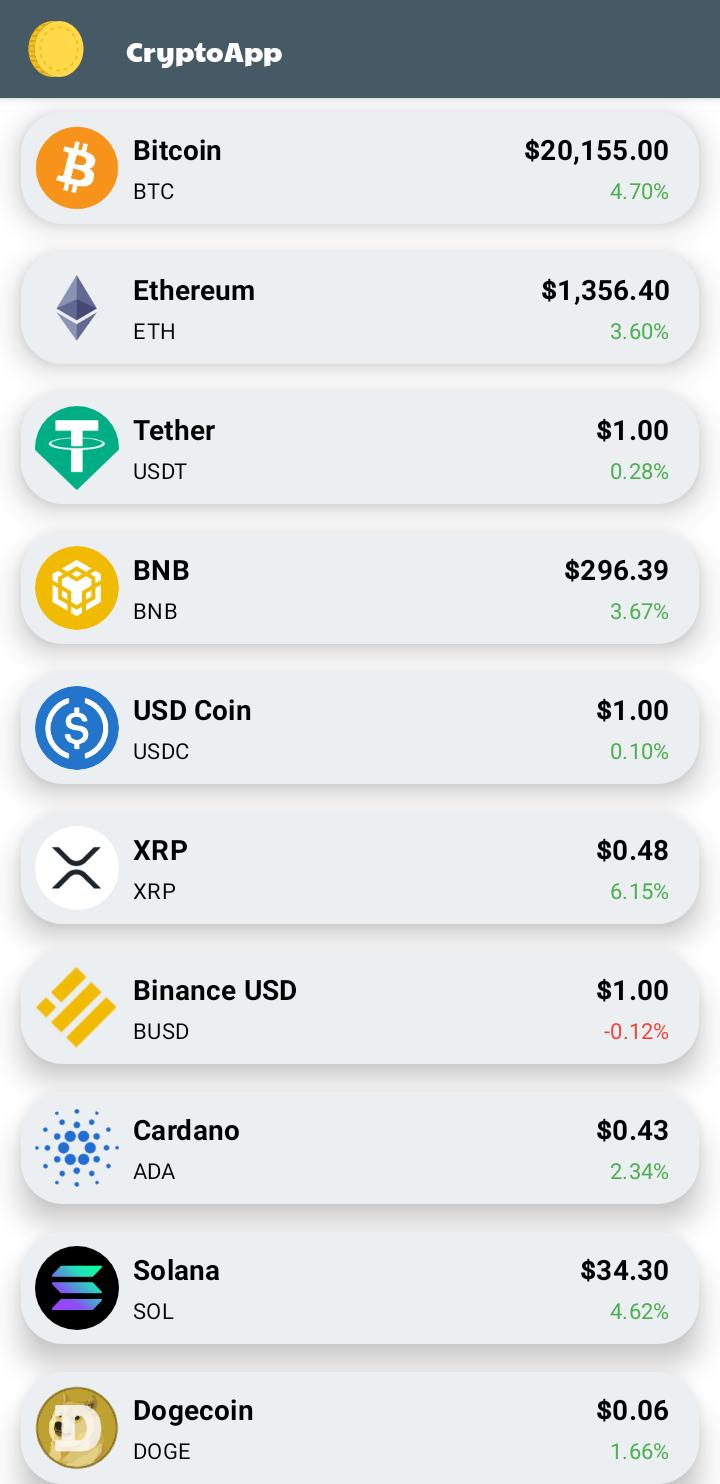 CryptoApp
Bitcoin $20,155.00
BTC 4.70%
Ethereum $1,356.40
ETH 3.60%
Tether $1.00
USDT 0.28%
BNB $296.39
BNB 3.67%
USD Coin $1.00
USDC 0.10%
XRP $0.48
XRP 6.15%
Binance USD $1.00
BUSD -0.12%
Cardano $0.43
ADA 2.34%
Solana $34.30
SOL 4.62%
Dogecoin $0.06
DOGE 1.66%